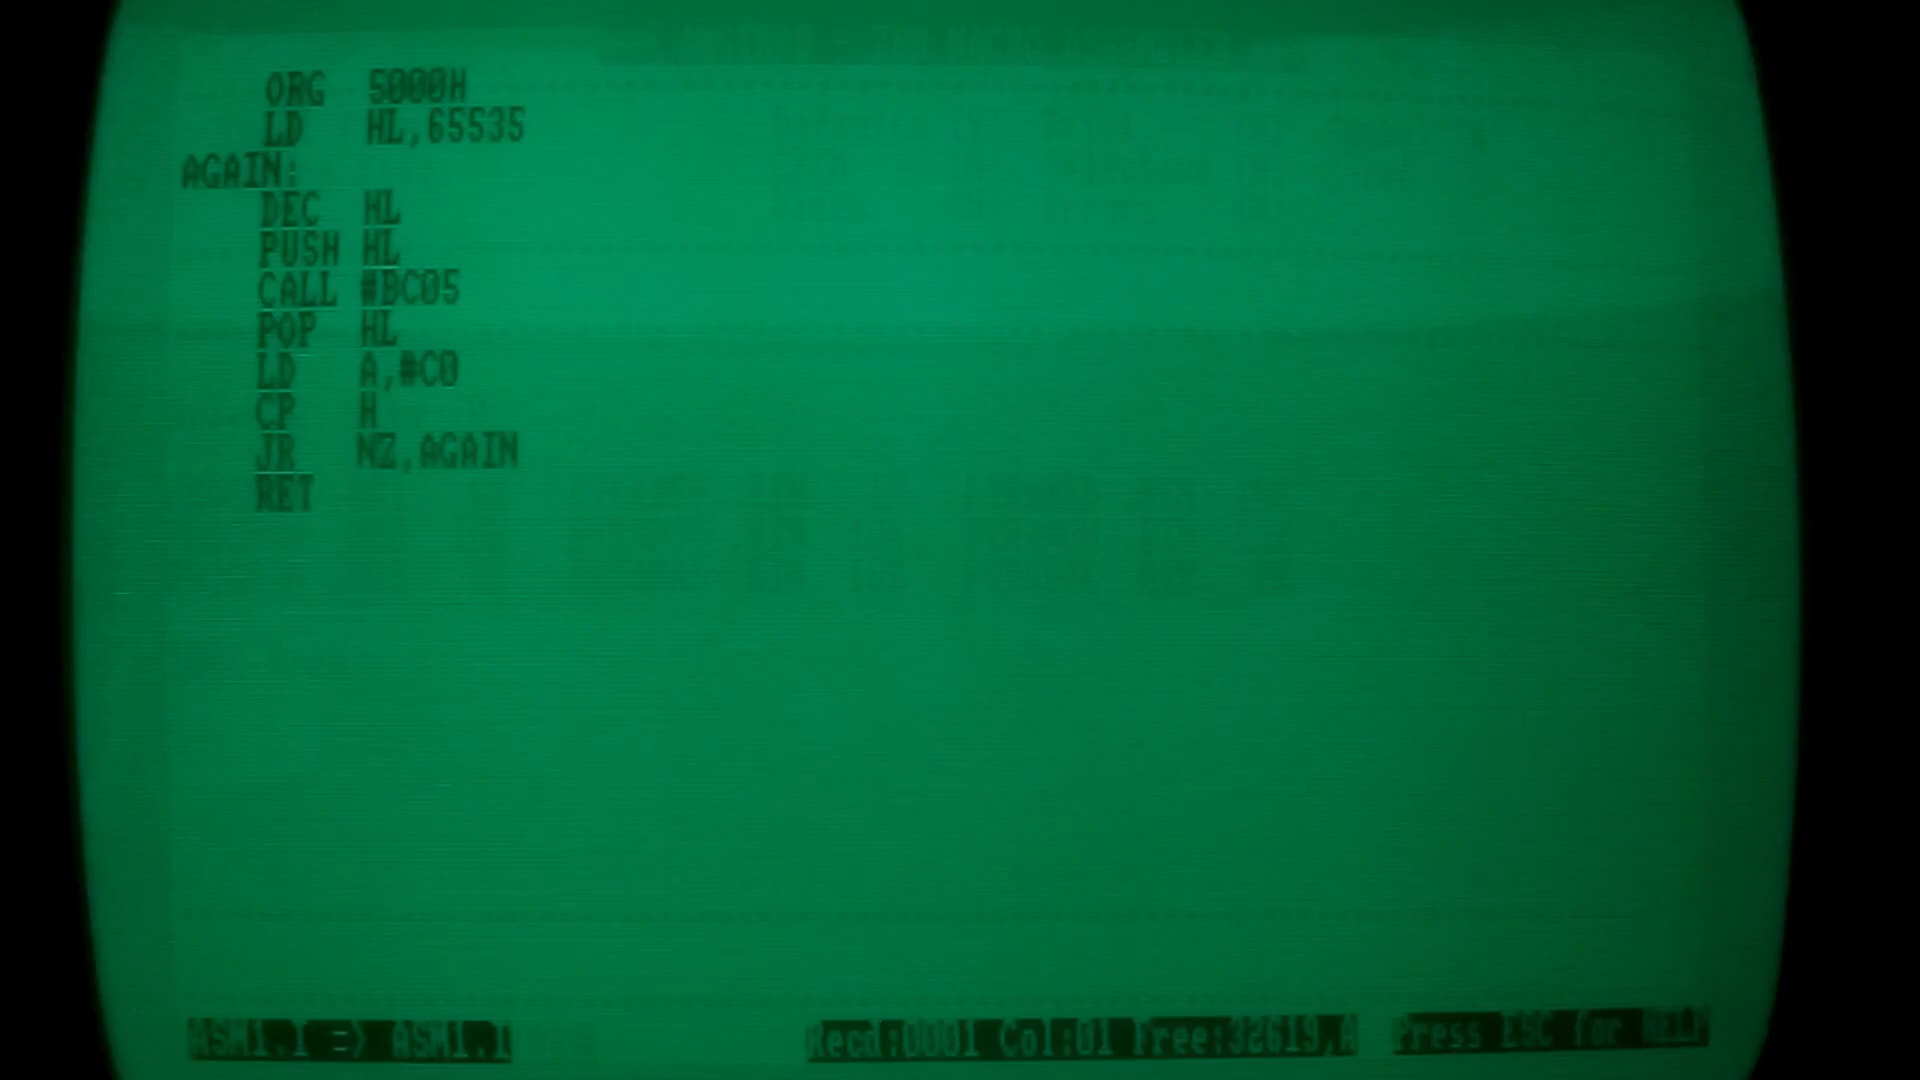 ORG 5000H
LD HL,65535
AGAIN:
DEC HL
PUSH HL
CALL #BC05
POP HL
LD A,#C0
CP H
JR NZ,AGAIN
RET
ASM1.1 => ASM1.1
Recd:0001 Col:01 Free:32619,A Press ESC for HELP